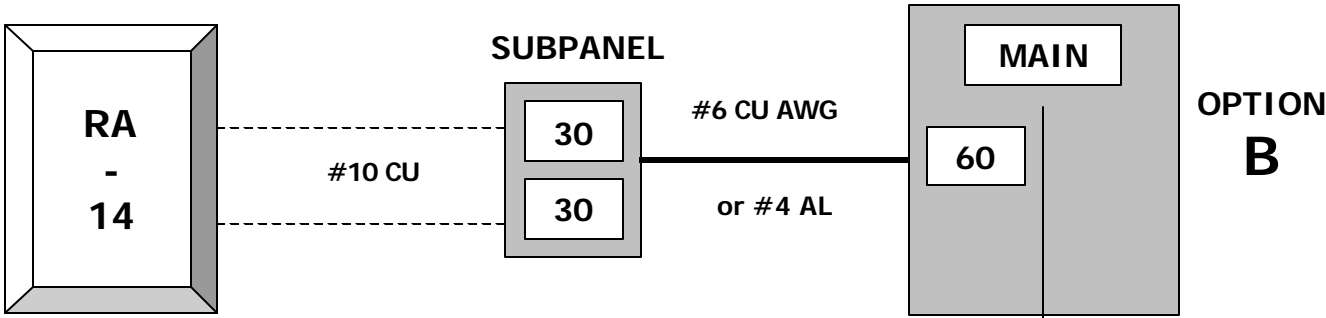 RA
-
14
#10 CU
SUBPANEL
30
30
#6 CU AWG
or #4 AL
MAIN
60
OPTION
B